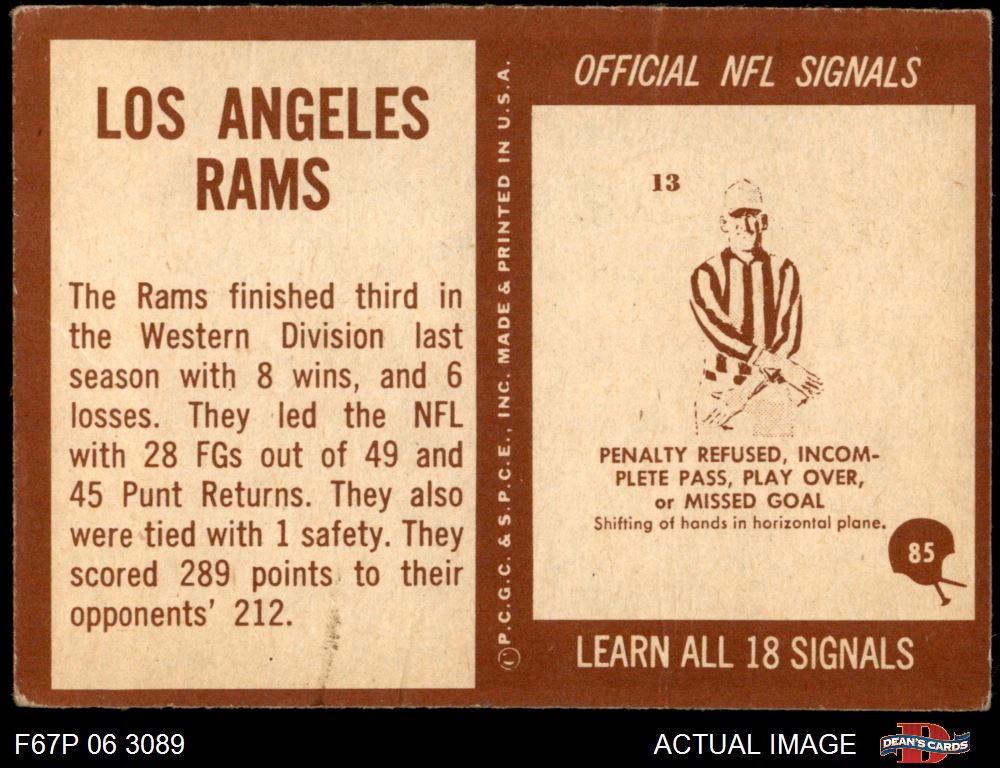 LOS ANGELES
RAMS
The Rams finished third in
the Western Division last
season with 8 wins, and 6
losses. They led the NFL
with 28 FGs out of 49 and
45 Punt Returns. They also
were tied with 1 safety. They
scored 289 points to their
opponents' 212.
©P.C.G.C. & S.P.C.E., INC. MADE & PRINTED IN U.S.A.
OFFICIAL NFL SIGNALS
13
PENALTY REFUSED, INCOM-
PLETE PASS, PLAY OVER,
or MISSED GOAL
Shifting of hands in horizontal plane.
85
LEARN ALL 18 SIGNALS
F67P 06 3089
ACTUAL IMAGE
D
DEAN'S CARDS